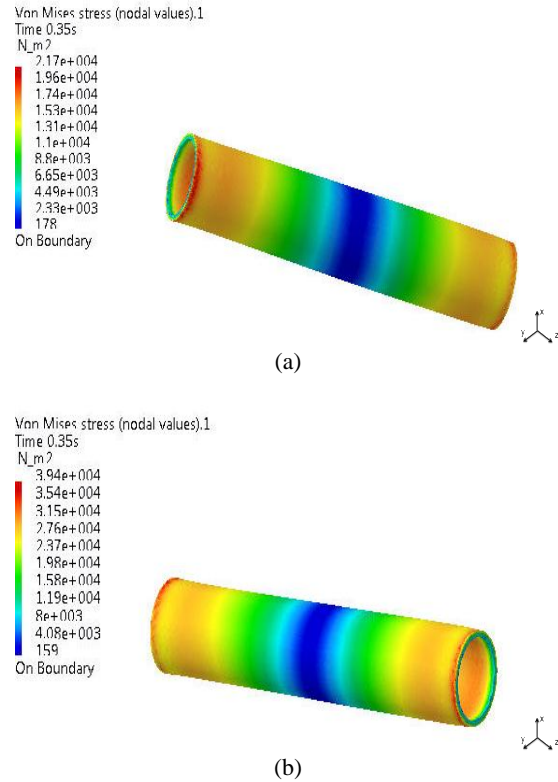 Von Mises stress (nodal values).1
Time 0.35s
N_m2
2.17e+004
1.96e+004
1.74e+004
1.53e+004
1.31e+004
1.1e+004
8.8e+003
6.65e+003
4.49e+003
2.33e+003
178
On Boundary
x
y
z
(a)
Von Mises stress (nodal values).1
Time 0.35s
N_m2
3.94e+004
3.54e+004
3.15e+004
2.76e+004
2.37e+004
1.98e+004
1.58e+004
1.19e+004
8e+003
4.08e+003
159
On Boundary
x
y
z
(b)